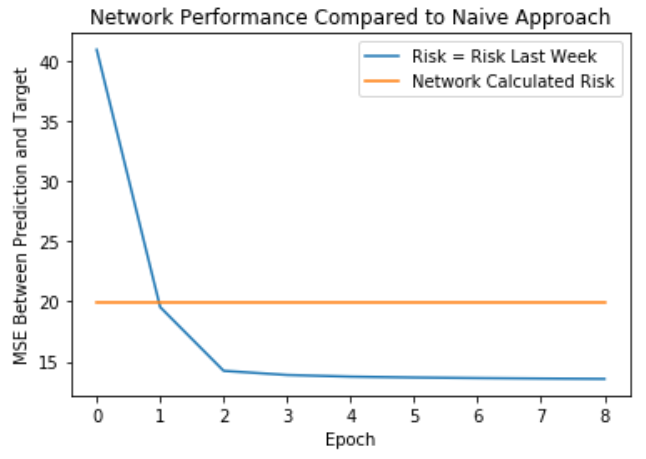 Network Performance Compared to Naive Approach
Risk = Risk Last Week
Network Calculated Risk
MSE Between Prediction and Target
40
35
30
25
20
15
0 1 2 3 4 5 6 7 8
Epoch